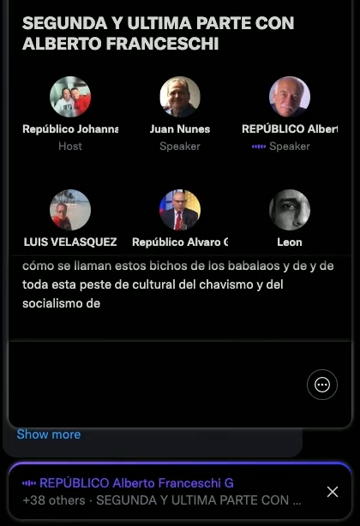 SEGUNDA Y ULTIMA PARTE CON
ALBERTO FRANCESCHI
Repúblico Johanna
Juan Nunes
REPÚBLICO Albert
Host
Speaker
Speaker
LUIS VELASQUEZ
Repúblico Alvaro G
Leon
cómo se llaman estos bichos de los babalaos y de y de
toda esta peste de cultural del chavismo y del
socialismo de
Show more
REPÚBLICO Alberto Franceschi G
+38 others · SEGUNDA Y ULTIMA PARTE CON ...